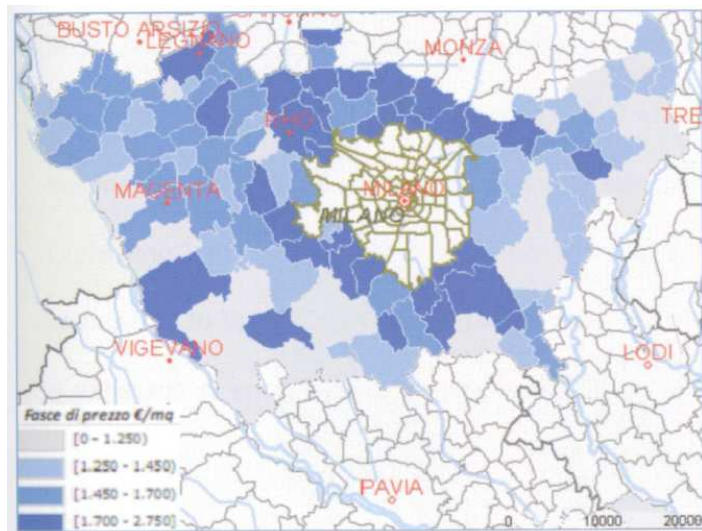 BUSTO ARSIZIO
LEGNANO
MONZA
RHO
TRE
MAGENTA
MILANO
MILANO
VIGEVANO
LODI
PAVIA
Fasce di prezzo €/mq
[0 - 1.250)
[1.250 - 1.450)
[1.450 - 1.700)
[1.700 - 2.750)
0 10000 20000